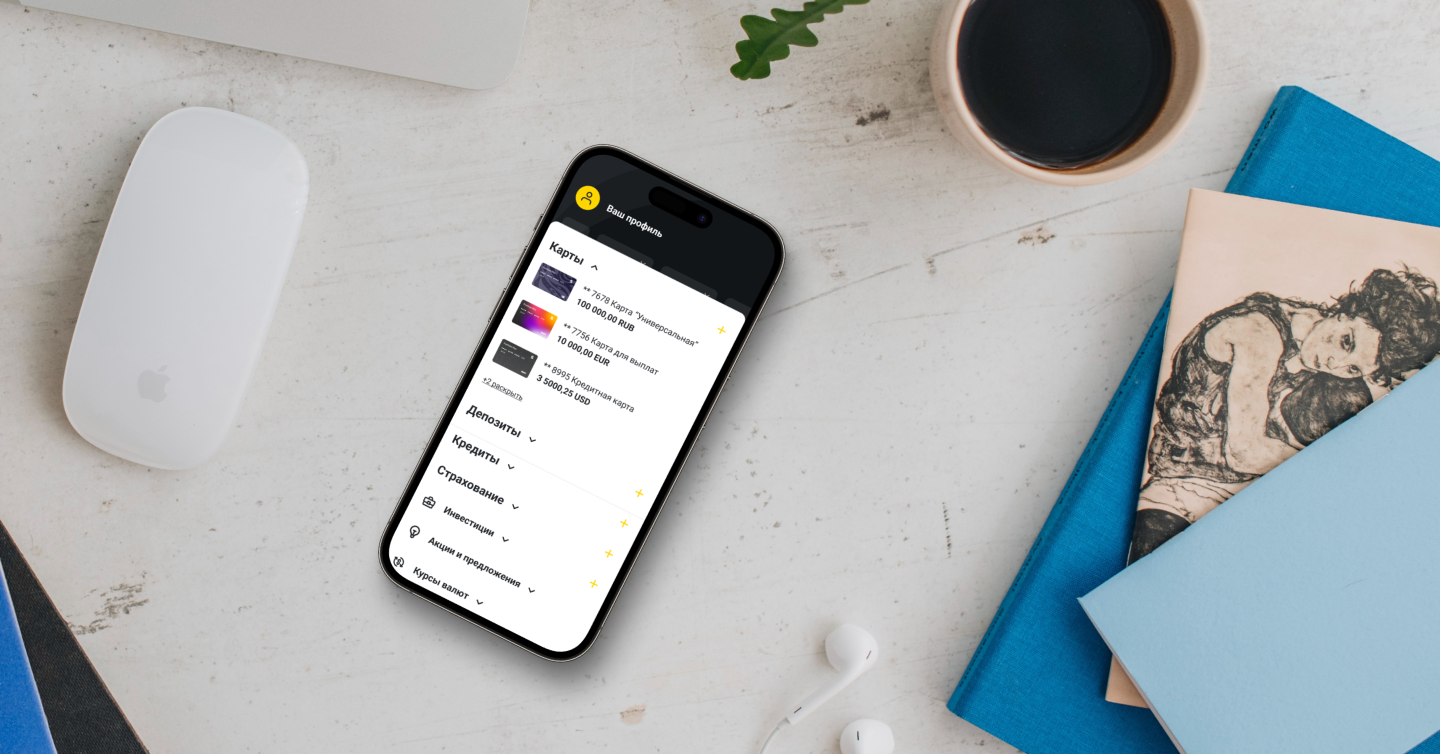 Ваш профиль
Карты
** 7678 Карта "Универсальная"
100 000,00 RUB
** 7756 Карта для выплат
10 000,00 EUR
** 8995 Кредитная карта
3 5000,25 USD
+2 раскрыть
Депозиты
Кредиты
Страхование
Инвестиции
Акции и предложения
Курсы валют